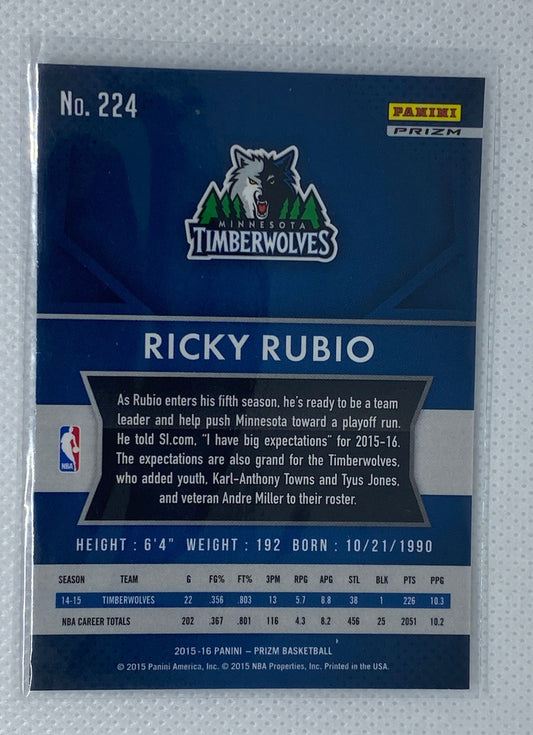 No. 224
PANINI
PRIZM
MINNESOTA
TIMBERWOLVES
RICKY RUBIO
As Rubio enters his fifth season, he's ready to be a team
leader and help push Minnesota toward a playoff run.
He told SI.com, "I have big expectations" for 2015-16.
The expectations are also grand for the Timberwolves,
who added youth, Karl-Anthony Towns and Tyus Jones,
and veteran Andre Miller to their roster.
NBA
HEIGHT : 6'4" WEIGHT : 192 BORN : 10/21/1990
SEASON TEAM G FG% FT% 3PM RPG APG STL BLK PTS PPG
14-15 TIMBERWOLVES 22 .356 .803 13 5.7 8.8 38 1 226 10.3
NBA CAREER TOTALS 202 .367 .801 116 4.3 8.2 456 25 2051 10.2
2015-16 PANINI – PRIZM BASKETBALL
© 2015 Panini America, Inc. © 2015 NBA Properties, Inc. Printed in the USA.